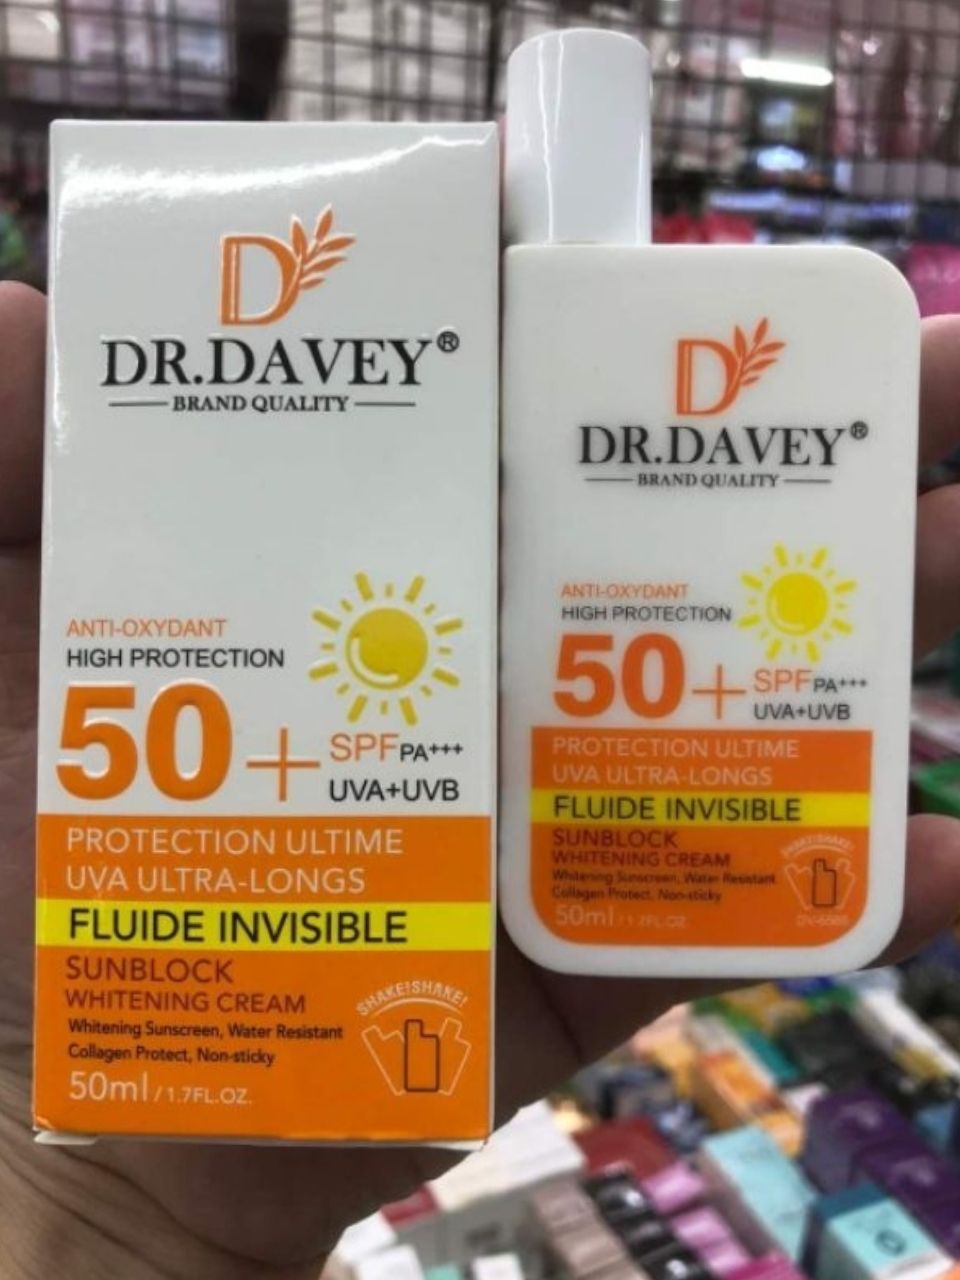 D
DR.DAVEY®
BRAND QUALITY
ANTI-OXYDANT
HIGH PROTECTION
50+ SPF PA+++
UVA+UVB
PROTECTION ULTIME
UVA ULTRA-LONGS
FLUIDE INVISIBLE
SUNBLOCK
WHITENING CREAM
Whitening Sunscreen, Water Resistant
Collagen Protect, Non-sticky
50ml / 1.7FL.OZ.
SHAKE!SHAKE!
D
DR.DAVEY®
BRAND QUALITY
ANTI-OXYDANT
HIGH PROTECTION
50+ SPF PA+++
UVA+UVB
PROTECTION ULTIME
UVA ULTRA-LONGS
FLUIDE INVISIBLE
SUNBLOCK
WHITENING CREAM
Whitening Sunscreen, Water Resistant
Collagen Protect, Non-sticky
50ml
SHAKE!SHAKE!